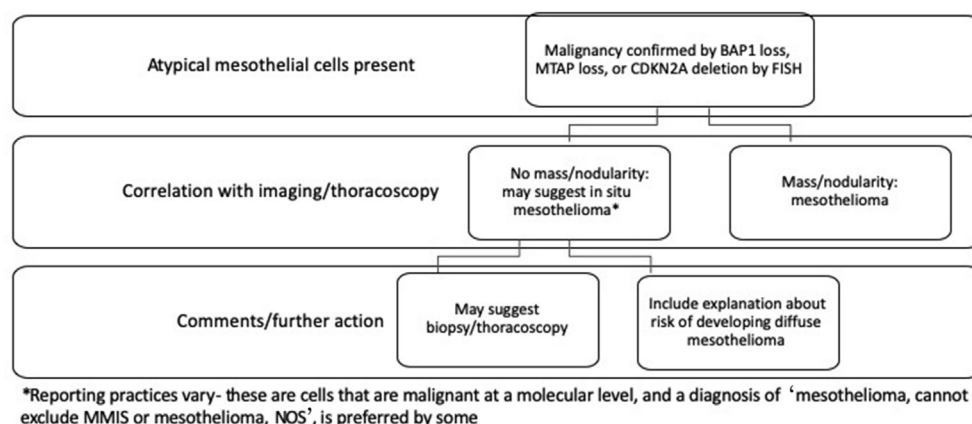 Atypical mesothelial cells present
Malignancy confirmed by BAP1 loss,
MTAP loss, or CDKN2A deletion by FISH
Correlation with imaging/thoracoscopy
No mass/nodularity:
may suggest in situ
mesothelioma*
Mass/nodularity:
mesothelioma
Comments/further action
May suggest
biopsy/thoracoscopy
Include explanation about
risk of developing diffuse
mesothelioma
*Reporting practices vary- these are cells that are malignant at a molecular level, and a diagnosis of ‘mesothelioma, cannot
exclude MMIS or mesothelioma, NOS’, is preferred by some